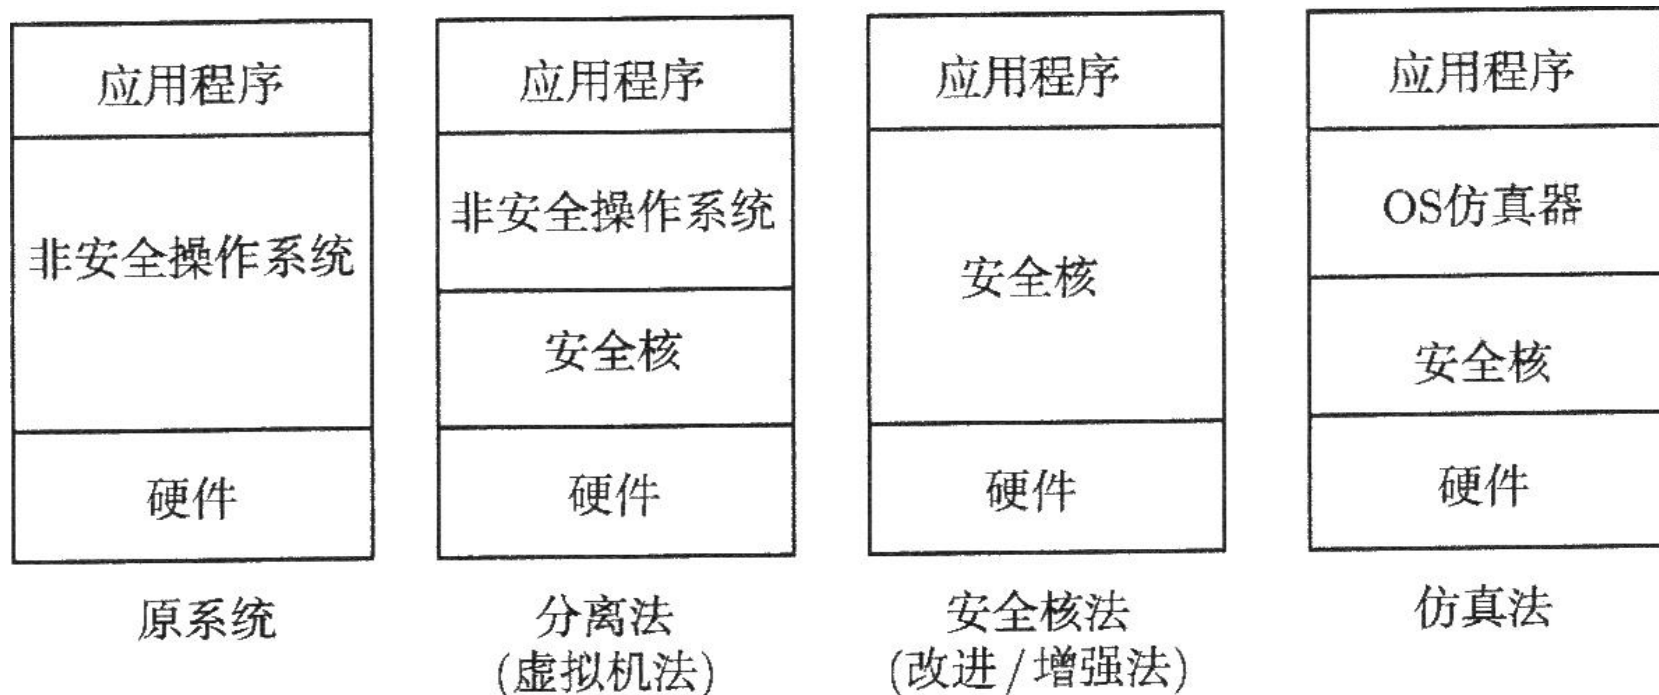 应用程序
非安全操作系统
硬件
原系统
应用程序
非安全操作系统
安全核
硬件
分离法
(虚拟机法)
应用程序
安全核
硬件
安全核法
(改进/增强法)
应用程序
OS仿真器
安全核
硬件
仿真法